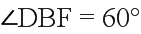 ∠DBF = 60°